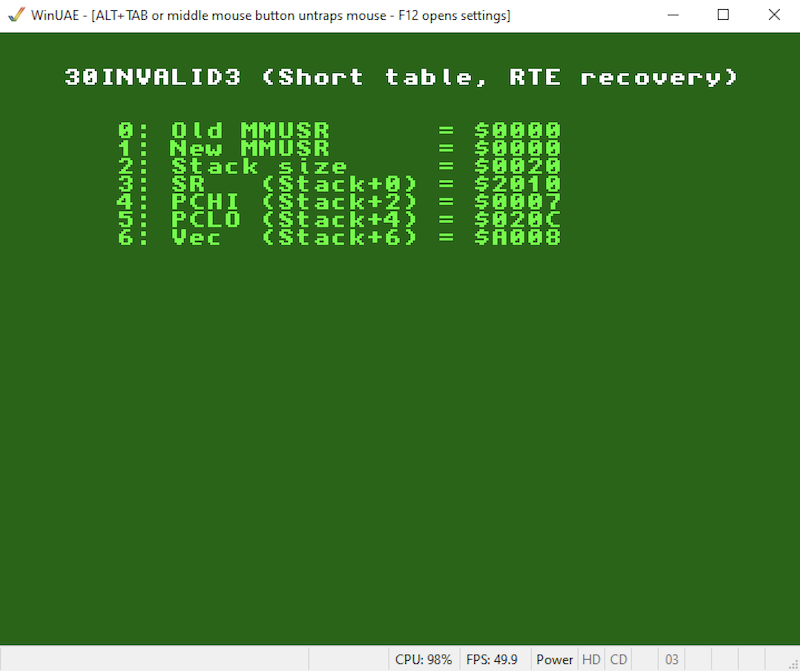 WinUAE - [ALT+TAB or middle mouse button untraps mouse - F12 opens settings]
30INVALID3 (Short table, RTE recovery)
0: Old MMUSR = $0000
1: New MMUSR = $0000
2: Stack size = $0020
3: SR (Stack+0) = $2010
4: PCHI (Stack+2) = $0007
5: PCLO (Stack+4) = $020C
6: Vec (Stack+6) = $A008
CPU: 98% FPS: 49.9 Power HD CD 03